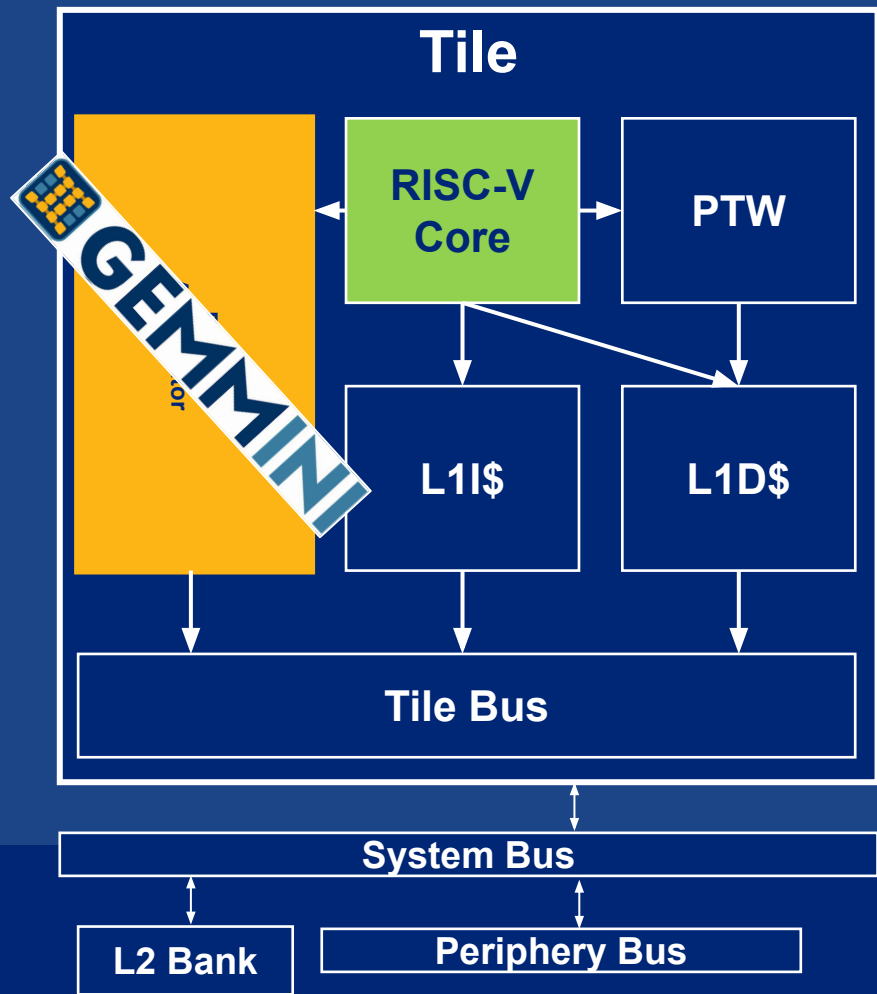 Tile
RISC-V
Core
PTW
GEMMINI
L1I$
L1D$
Tile Bus
System Bus
L2 Bank
Periphery Bus